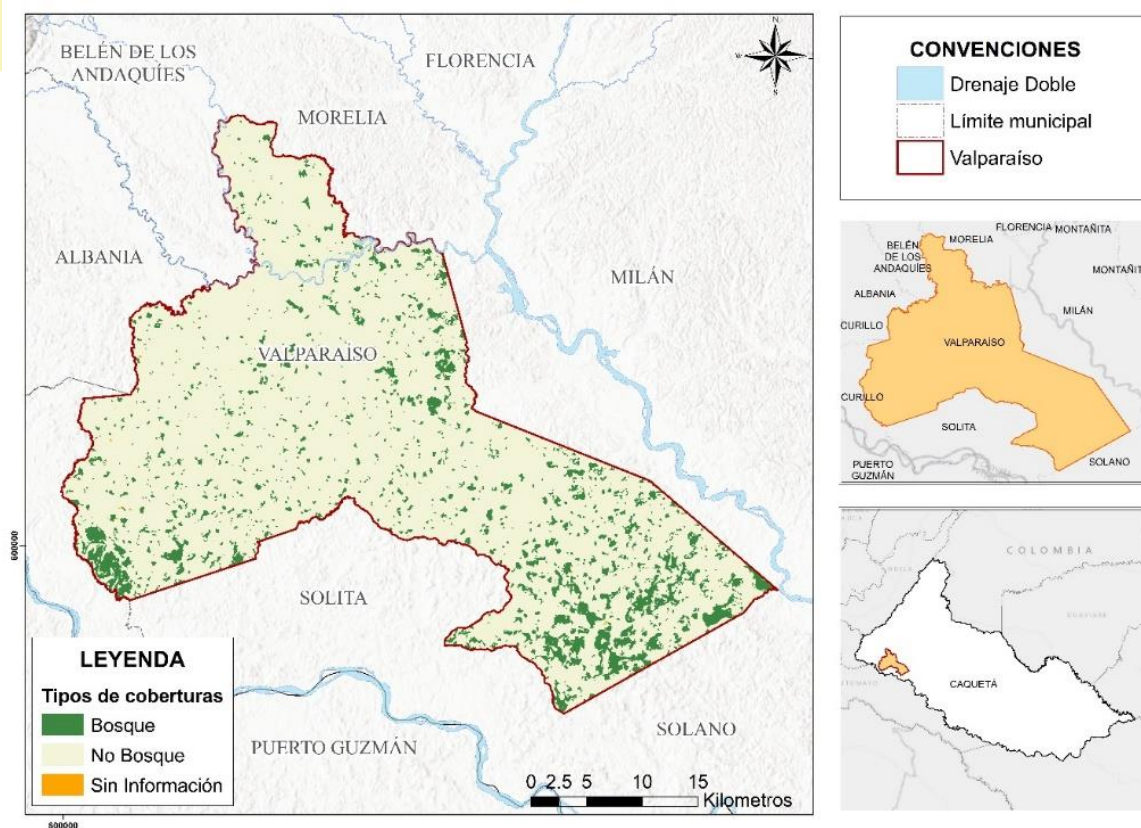 BELÉN DE LOS
ANDAQUÍES
FLORENCIA
MORELIA
ALBANIA
MILÁN
VALPARAÍSO
SOLITA
PUERTO GUZMÁN
SOLANO
N
W
E
S
600000
500000
LEYENDA
Tipos de coberturas
Bosque
No Bosque
Sin Información
0 2.5 5 10 15
Kilometros
CONVENCIONES
Drenaje Doble
Límite municipal
Valparaíso
FLORENCIA MONTAÑITA
BELÉN
DE LOS
ANDAQUÍES
MORELIA
MONTAÑIT
ALBANIA
MILÁN
CURILLO
VALPARAÍSO
CURILLO
SOLITA
SOLANO
PUERTO
GUZMÁN
COLOMBIA
CAQUETÁ